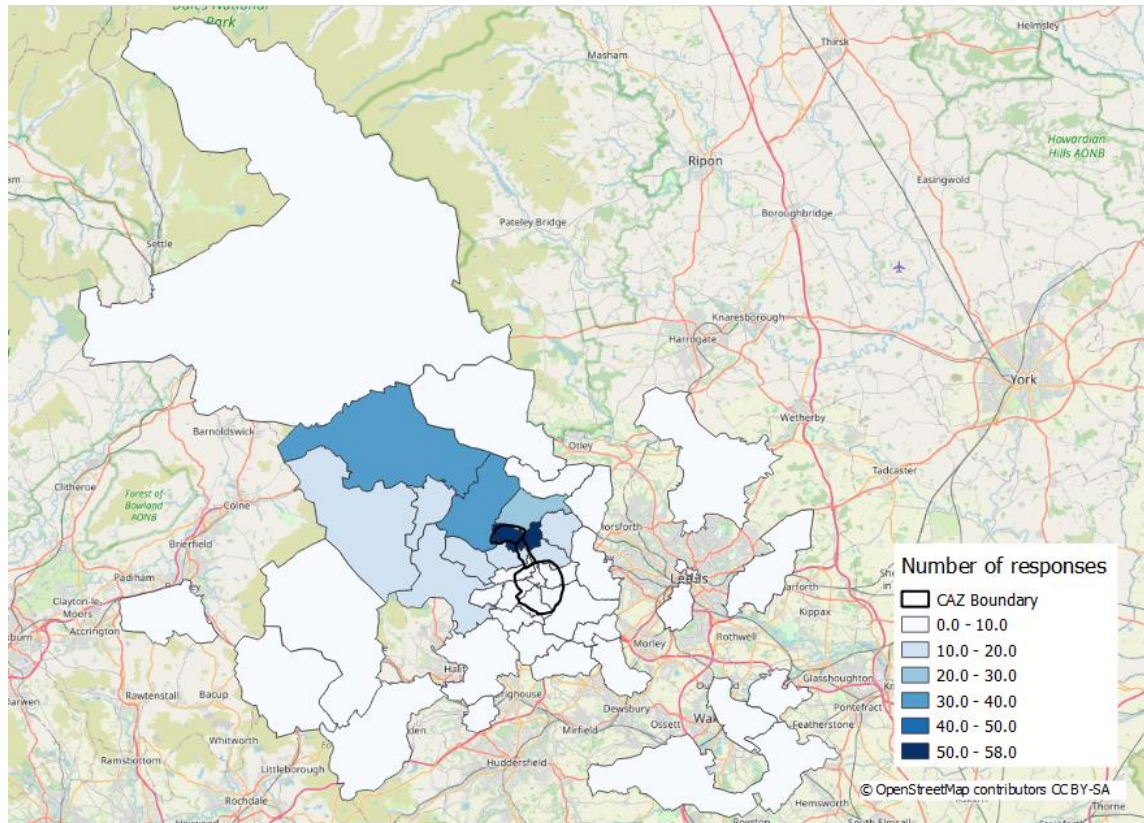 Dales National
Park
Helmsley
Masham
Thirsk
Howardian
Hills AONB
Ripon
Easingwold
Pateley Bridge
Boroughbridge
Settle
Knaresborough
Harrogate
York
Wetherby
Barnoldswick
Otley
Tadcaster
Clitheroe
Forest of
Bowland
AONB
Colne
Brierfield
orsforth
Padiham
Leeds
Clayton-le-
Moors
Accrington
Garforth
Kippax
Morley
Rothwell
Rawtenstall
Bacup
Dewsbury
Ossett
Glasshoughton
Pontefract
Featherstone
Mirfield
Whitworth
Ramsbottom
Littleborough
Huddersfield
Rochdale
Hemsworth
Number of responses
CAZ Boundary
0.0 - 10.0
10.0 - 20.0
20.0 - 30.0
30.0 - 40.0
40.0 - 50.0
50.0 - 58.0
© OpenStreetMap contributors CC BY-SA